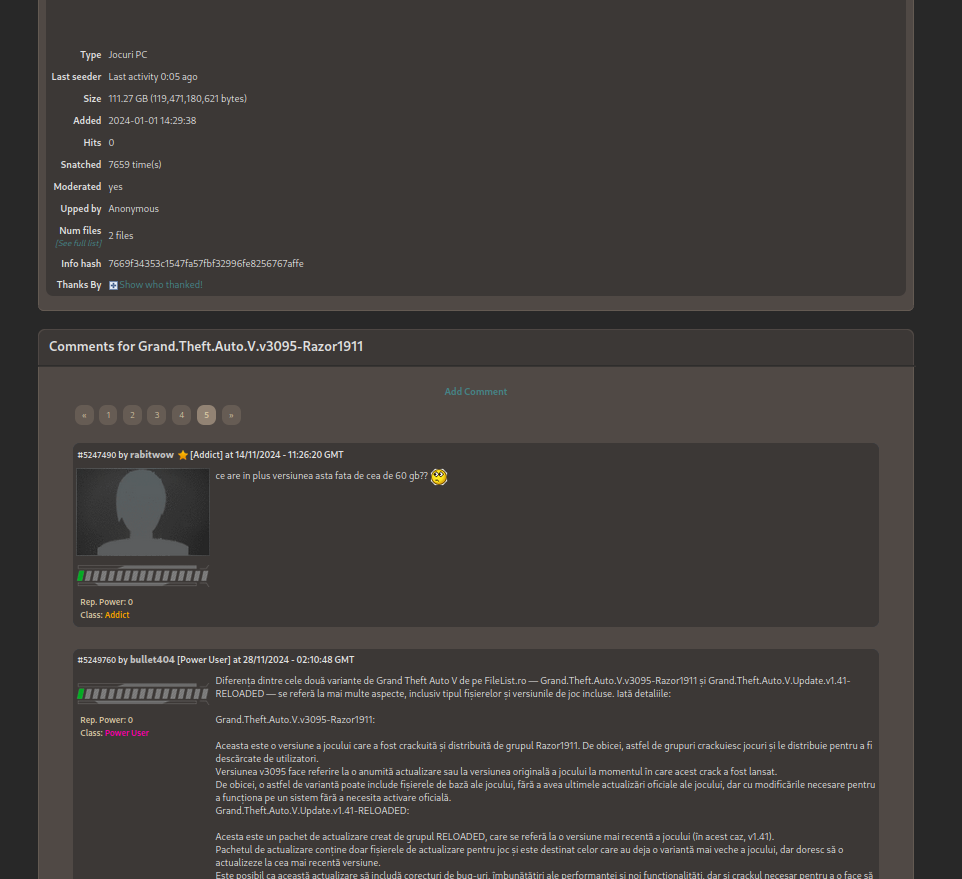 Type Jocuri PC
Last seeder Last activity 0:05 ago
Size 111.27 GB (119,471,180,621 bytes)
Added 2024-01-01 14:29:38
Hits 0
Snatched 7659 time(s)
Moderated yes
Upped by Anonymous
Num files
[See full list] 2 files
Info hash 7669f34353c1547fa57fbf32996fe8256767affe
Thanks By Show who thanked!
Comments for Grand.Theft.Auto.V.v3095-Razor1911
Add Comment
« 1 2 3 4 5 »
#5247490 by rabitwow [Addict] at 14/11/2024 - 11:26:20 GMT
ce are in plus versiunea asta fata de cea de 60 gb??
Rep. Power: 0
Class: Addict
#5249760 by bullet404 [Power User] at 28/11/2024 - 02:10:48 GMT
Rep. Power: 0
Class: Power User
Diferența dintre cele două variante de Grand Theft Auto V de pe FileList.ro — Grand.Theft.Auto.V.v3095-Razor1911 și Grand.Theft.Auto.V.Update.v1.41-
RELOADED — se referă la mai multe aspecte, inclusiv tipul fișierelor și versiunile de joc incluse. Iată detaliile:
Grand.Theft.Auto.V.v3095-Razor1911:
Aceasta este o versiune a jocului care a fost crackuită și distribuită de grupul Razor1911. De obicei, astfel de grupuri crackuiesc jocuri și le distribuie pentru a fi
descărcate de utilizatori.
Versiunea v3095 face referire la o anumită actualizare sau la versiunea originală a jocului la momentul în care acest crack a fost lansat.
De obicei, o astfel de variantă poate include fișierele de bază ale jocului, fără a avea ultimele actualizări oficiale ale jocului, dar cu modificările necesare pentru
a funcționa pe un sistem fără a necesita activare oficială.
Grand.Theft.Auto.V.Update.v1.41-RELOADED:
Acesta este un pachet de actualizare creat de grupul RELOADED, care se referă la o versiune mai recentă a jocului (în acest caz, v1.41).
Pachetul de actualizare conține doar fișierele de actualizare pentru joc și este destinat celor care au deja o variantă mai veche a jocului, dar doresc să o
actualizeze la cea mai recentă versiune.
Este posibil ca această actualizare să includă corecturi de bug-uri, îmbunătățiri ale performanței și noi funcționalități, dar și crackul necesar pentru a o face să